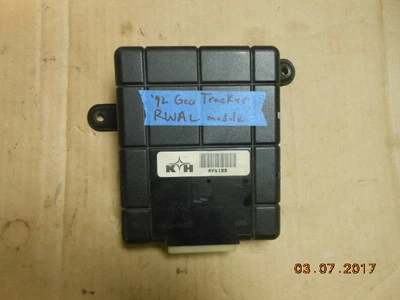 '92 Geo Tracker
RWAL module
KYH
03.07.2017